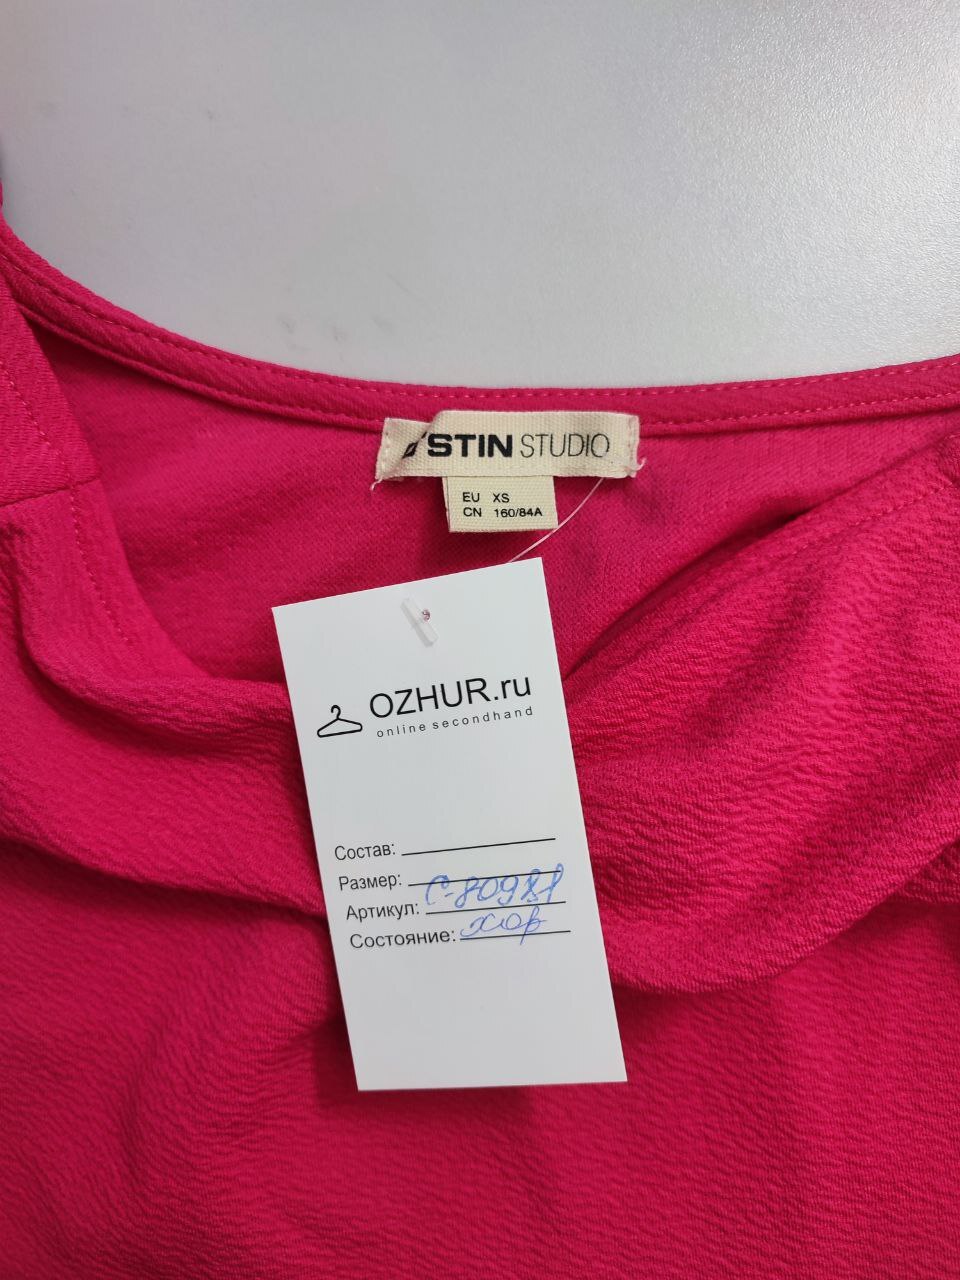 O'STIN STUDIO
EU XS
CN 160/84A
OZHUR.ru
online secondhand
Состав:
Размер:
Артикул: С-80981
Состояние: хор